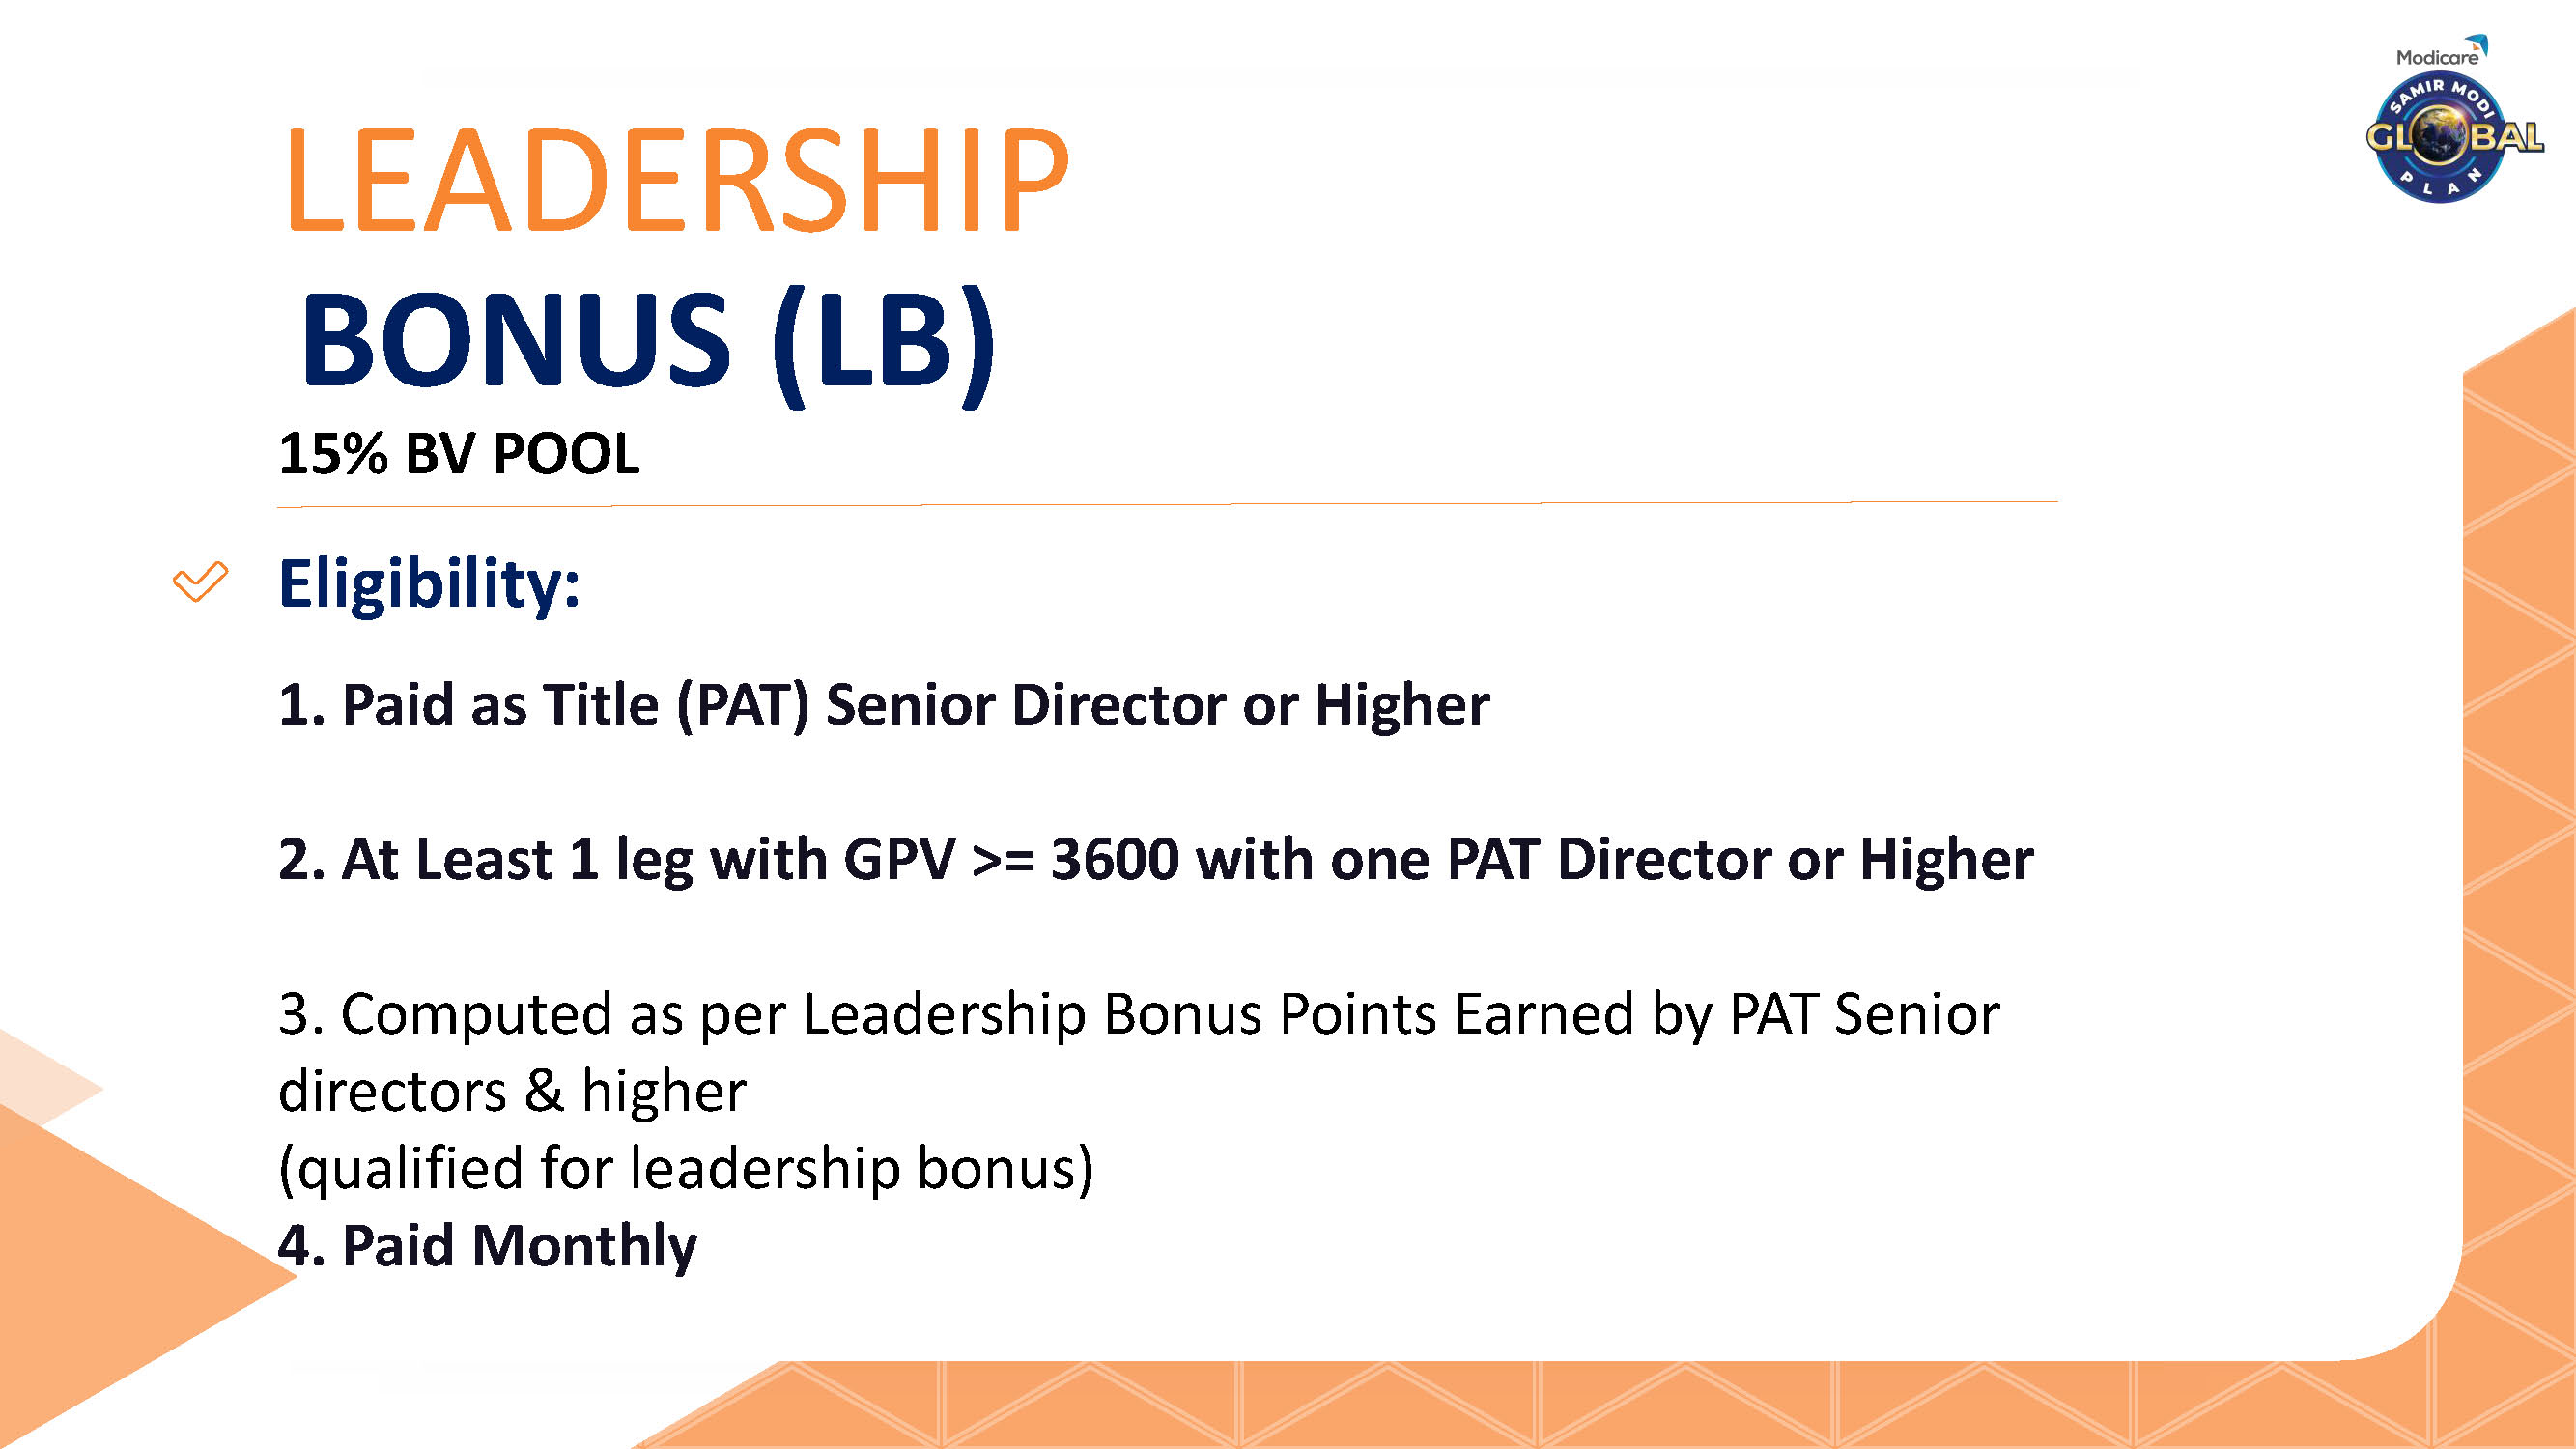 Modicare
SAMIR MODI
GLOBAL
PLAN
LEADERSHIP
BONUS (LB)
15% BV POOL
Eligibility:
1. Paid as Title (PAT) Senior Director or Higher
2. At Least 1 leg with GPV >= 3600 with one PAT Director or Higher
3. Computed as per Leadership Bonus Points Earned by PAT Senior
directors & higher
(qualified for leadership bonus)
4. Paid Monthly